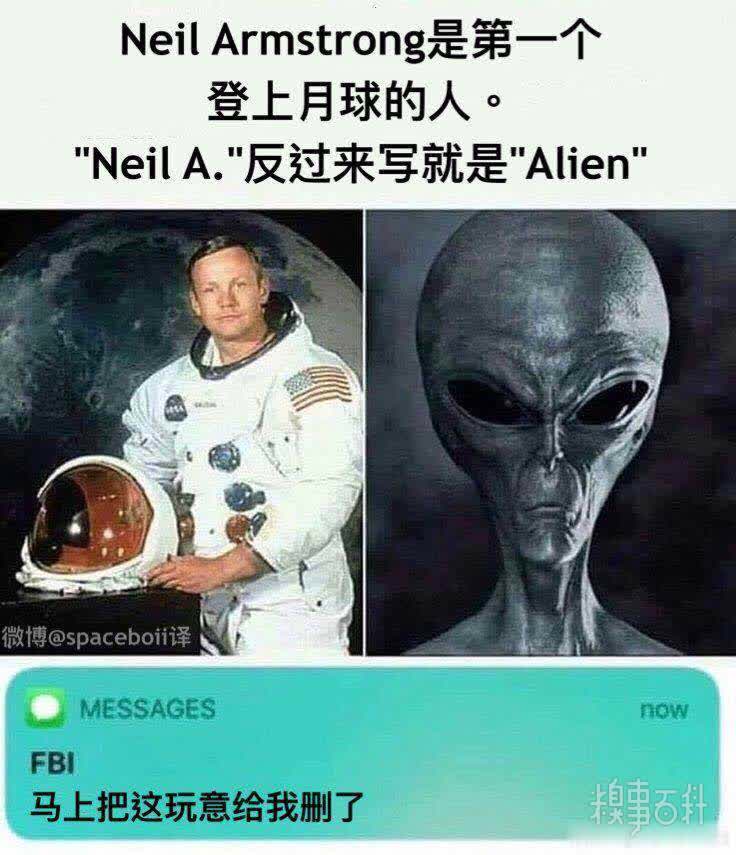 Neil Armstrong是第一个
登上月球的人。
"Neil A."反过来写就是"Alien"
微博@spaceboii译
MESSAGES
now
FBI
马上把这玩意给我删了
糗事百科